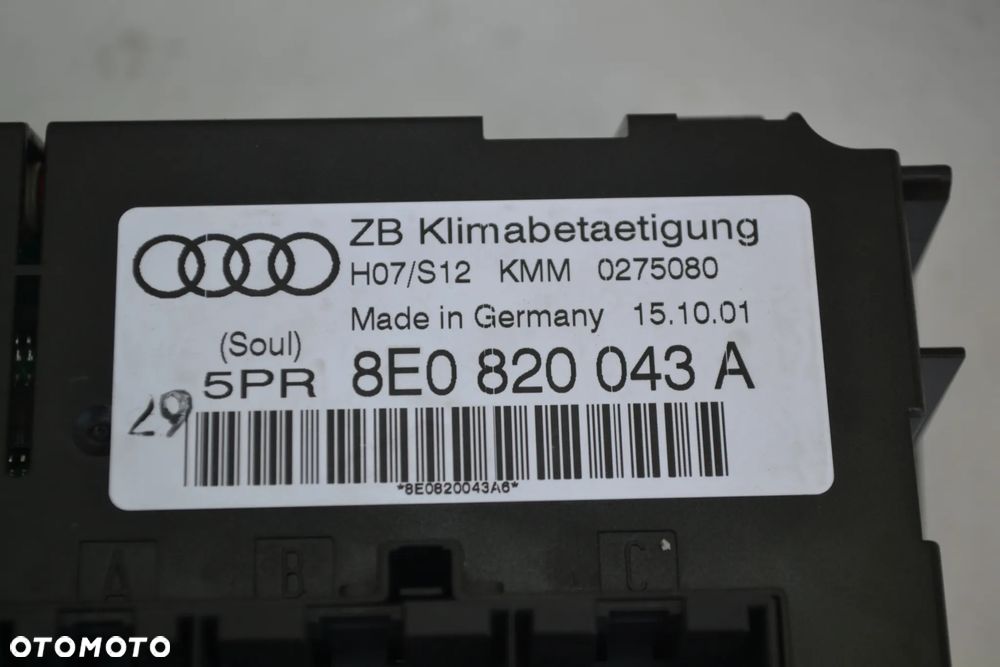 ZB Klimabetaetigung
H07/S12 KMM 0275080
Made in Germany 15.10.01
(Soul)
5PR 8E0 820 043 A
67
*8E0820043A6*
A B C
OTOMOTO